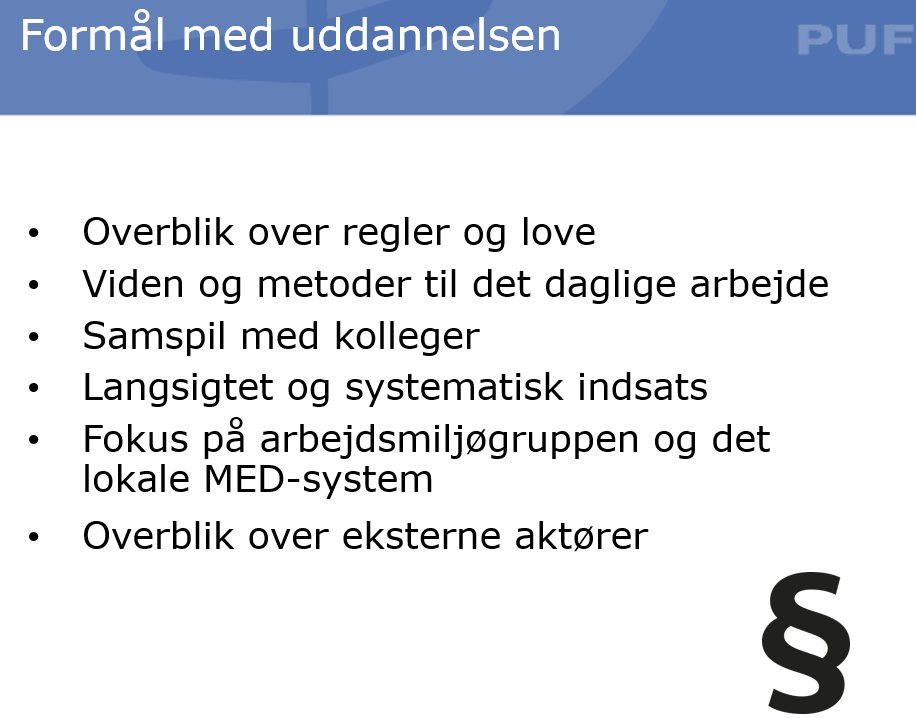 Formål med uddannelsen
PUF
• Overblik over regler og love
• Viden og metoder til det daglige arbejde
• Samspil med kolleger
• Langsigtet og systematisk indsats
• Fokus på arbejdsmiljøgruppen og det
lokale MED-system
• Overblik over eksterne aktører
§